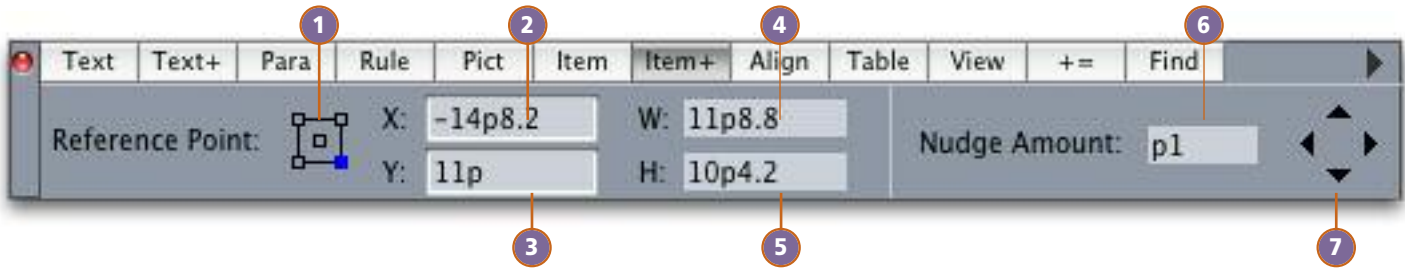 1 2 4 6
Text Text+ Para Rule Pict Item Item+ Align Table View += Find
Reference Point: X: -14p8.2 W: 11p8.8 Nudge Amount: p1
Y: 11p H: 10p4.2
3 5 7